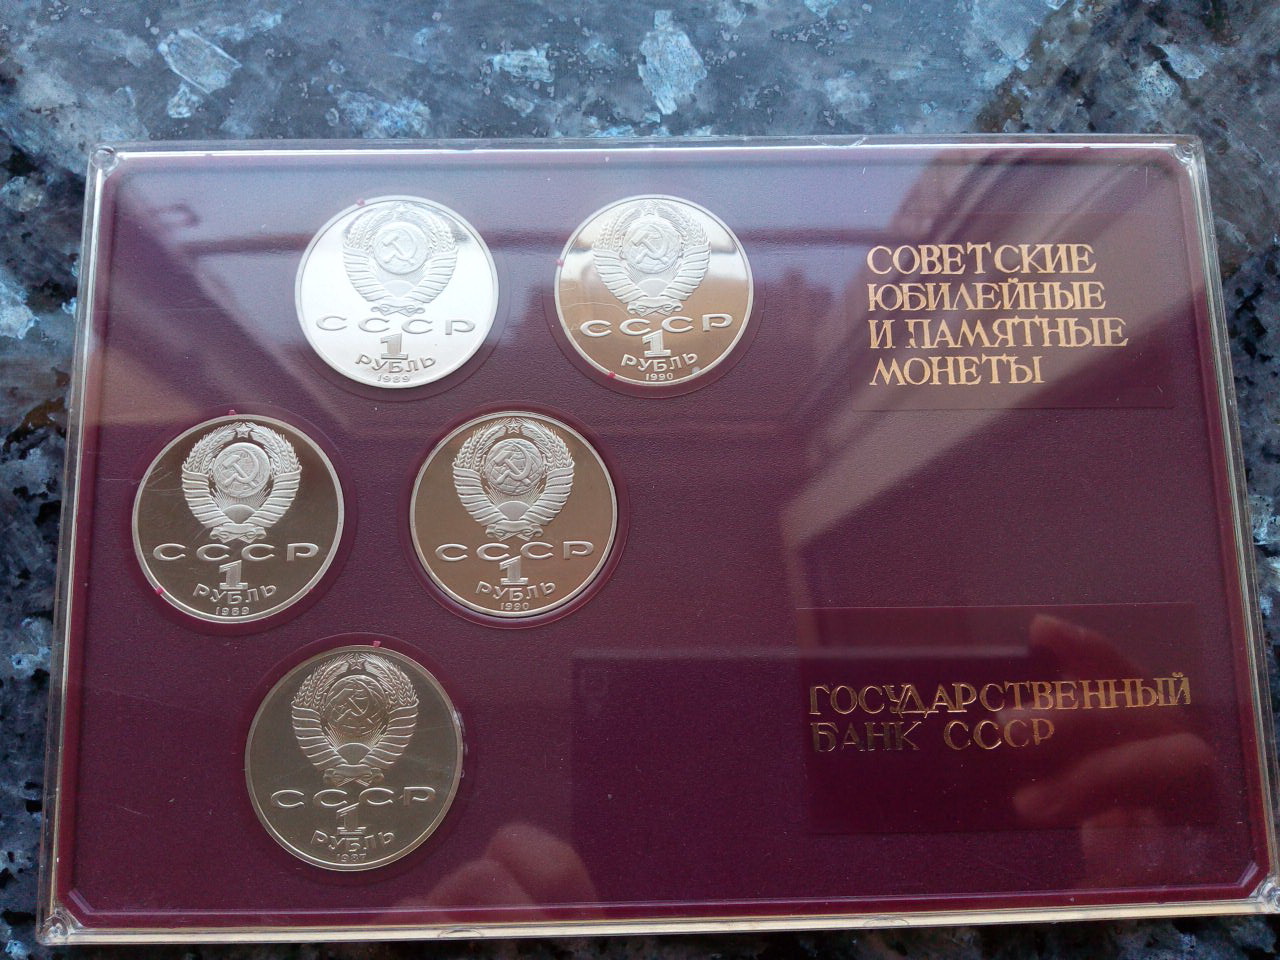 СССР
1
РУБЛЬ
1989
СССР
1
РУБЛЬ
1990
СОВЕТСКИЕ
ЮБИЛЕЙНЫЕ
И ПАМЯТНЫЕ
МОНЕТЫ
СССР
1
РУБЛЬ
1989
СССР
1
РУБЛЬ
1990
СССР
1
РУБЛЬ
1987
ГОСУДАРСТВЕННЫЙ
БАНК СССР